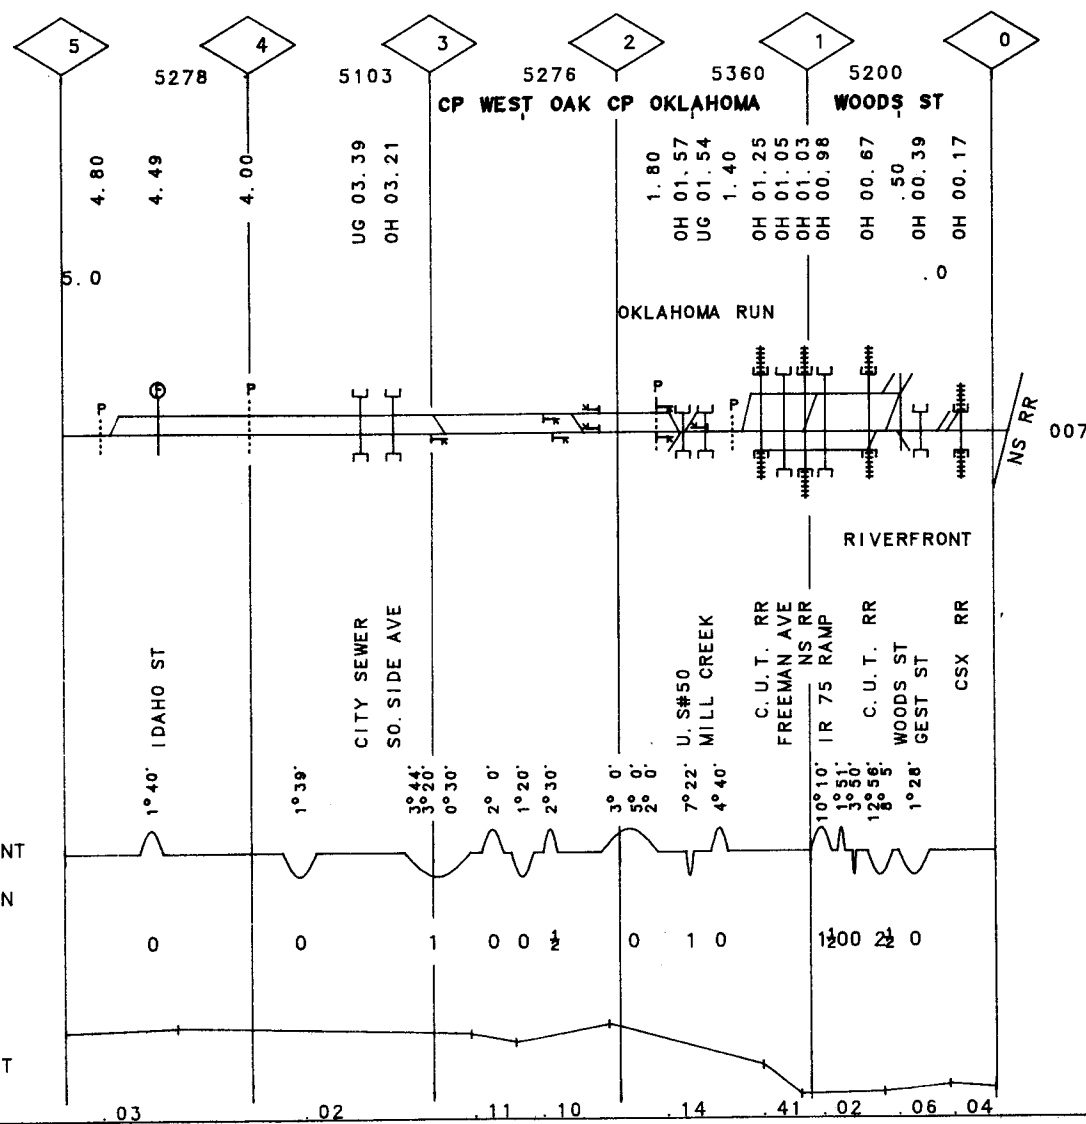 5 4 3 2 1 0
5278 5103 5276 5360 5200
CP WEST OAK CP OKLAHOMA WOODS ST
4.80
4.49
4.00
UG 03.39
OH 03.21
1.80
OH 01.57
UG 01.54
1.40
OH 01.25
OH 01.05
OH 01.03
OH 00.98
OH 00.67
.50
OH 00.39
OH 00.17
5.0 .0
OKLAHOMA RUN
P F P P P
NS RR
007
RIVERFRONT
IDAHO ST
CITY SEWER
SO. SIDE AVE
U.S#50
MILL CREEK
C.U.T. RR
FREEMAN AVE
NS RR
IR 75 RAMP
C.U.T. RR
WOODS ST
GEST ST
CSX RR
1°40'
1°39'
3°44'
3°20'
0°30'
2° 0'
1°20'
2°30'
3° 0'
5° 0'
2° 0'
7°22'
4°40'
10°10'
1°51'
3°50'
12°56'
8° 5'
1°28'
NT
N
0 0 1 0 0 ½ 0 1 0 1½ 0 0 2½ 0
T
.03 .02 .11 .10 .14 .41 .02 .06 .04